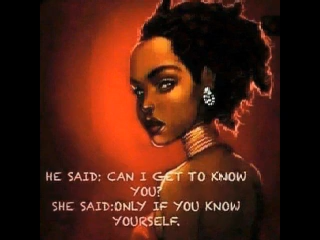 HE SAID: CAN I GET TO KNOW
YOU?
SHE SAID:ONLY IF YOU KNOW
YOURSELF.